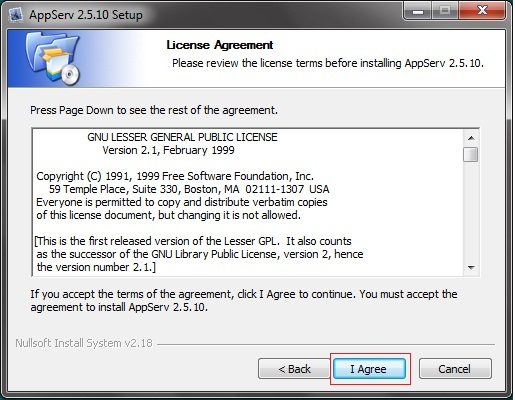 AppServ 2.5.10 Setup
License Agreement
Please review the license terms before installing AppServ 2.5.10.
Press Page Down to see the rest of the agreement.
GNU LESSER GENERAL PUBLIC LICENSE
Version 2.1, February 1999
Copyright (C) 1991, 1999 Free Software Foundation, Inc.
59 Temple Place, Suite 330, Boston, MA  02111-1307  USA
Everyone is permitted to copy and distribute verbatim copies
of this license document, but changing it is not allowed.
[This is the first released version of the Lesser GPL.  It also counts
as the successor of the GNU Library Public License, version 2, hence
the version number 2.1.]
If you accept the terms of the agreement, click I Agree to continue. You must accept the
agreement to install AppServ 2.5.10.
Nullsoft Install System v2.18
< Back
I Agree
Cancel